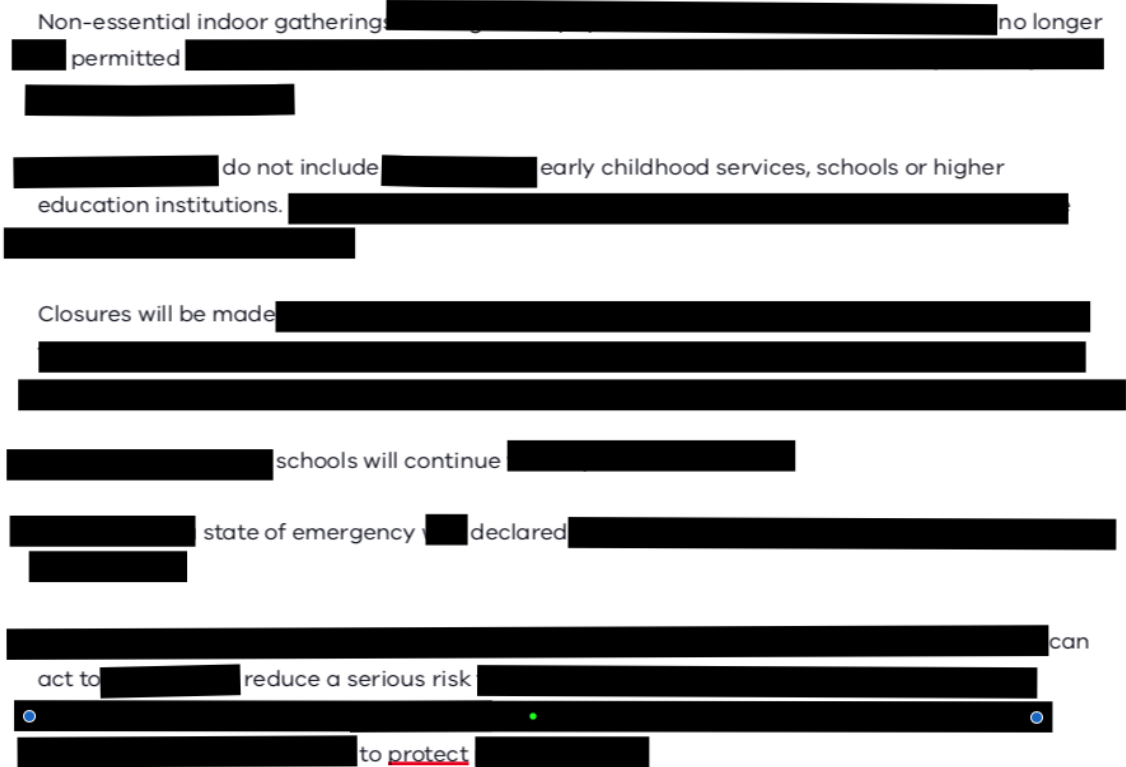 Non-essential indoor gatherings no longer
permitted
do not include early childhood services, schools or higher
education institutions.
Closures will be made
schools will continue
state of emergency declared
can
act to reduce a serious risk
to protect